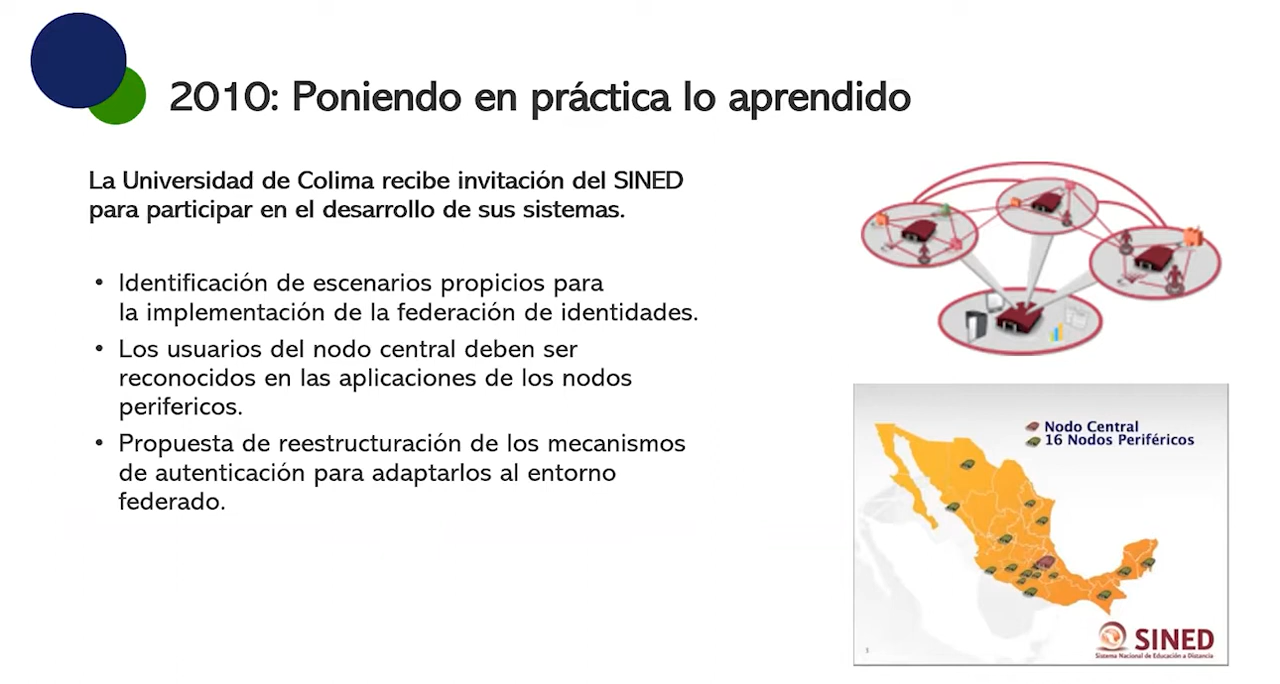 2010: Poniendo en práctica lo aprendido
La Universidad de Colima recibe invitación del SINED
para participar en el desarrollo de sus sistemas.
• Identificación de escenarios propicios para
la implementación de la federación de identidades.
• Los usuarios del nodo central deben ser
reconocidos en las aplicaciones de los nodos
perifericos.
• Propuesta de reestructuración de los mecanismos
de autenticación para adaptarlos al entorno
federado.
Nodo Central
16 Nodos Periféricos
SINED
Sistema Nacional de Educación a Distancia